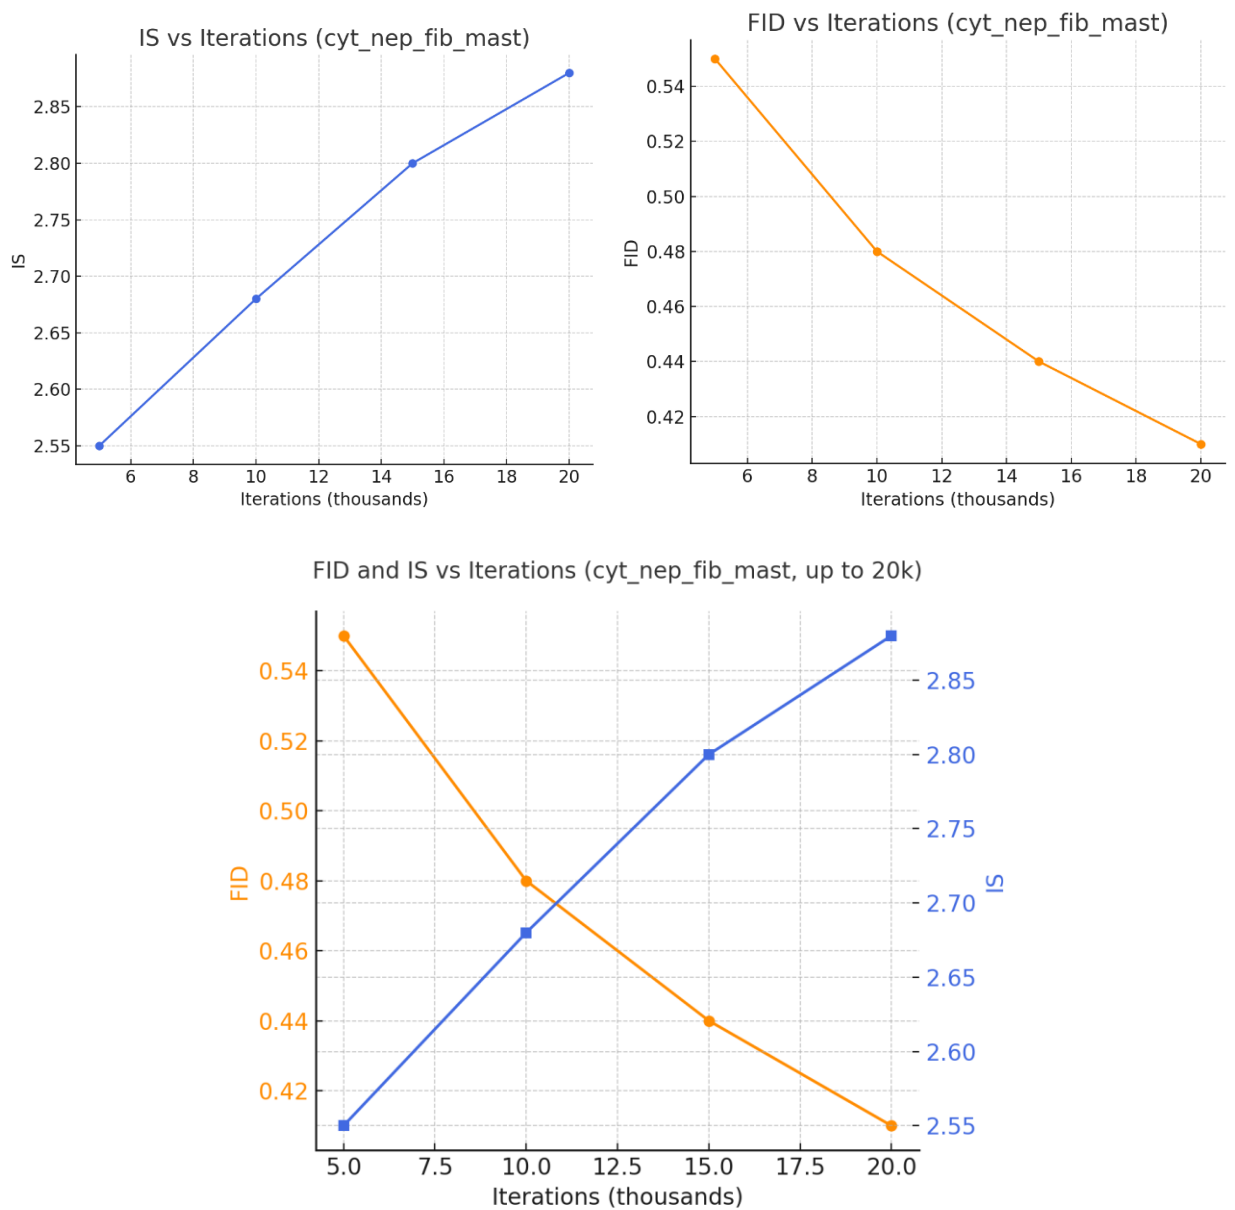 IS vs Iterations (cyt_nep_fib_mast)
2.85
2.80
2.75
2.70
2.65
2.60
2.55
IS
6 8 10 12 14 16 18 20
Iterations (thousands)
FID vs Iterations (cyt_nep_fib_mast)
0.54
0.52
0.50
0.48
0.46
0.44
0.42
FID
6 8 10 12 14 16 18 20
Iterations (thousands)
FID and IS vs Iterations (cyt_nep_fib_mast, up to 20k)
0.54
0.52
0.50
0.48
0.46
0.44
0.42
FID
2.85
2.80
2.75
2.70
2.65
2.60
2.55
IS
5.0 7.5 10.0 12.5 15.0 17.5 20.0
Iterations (thousands)